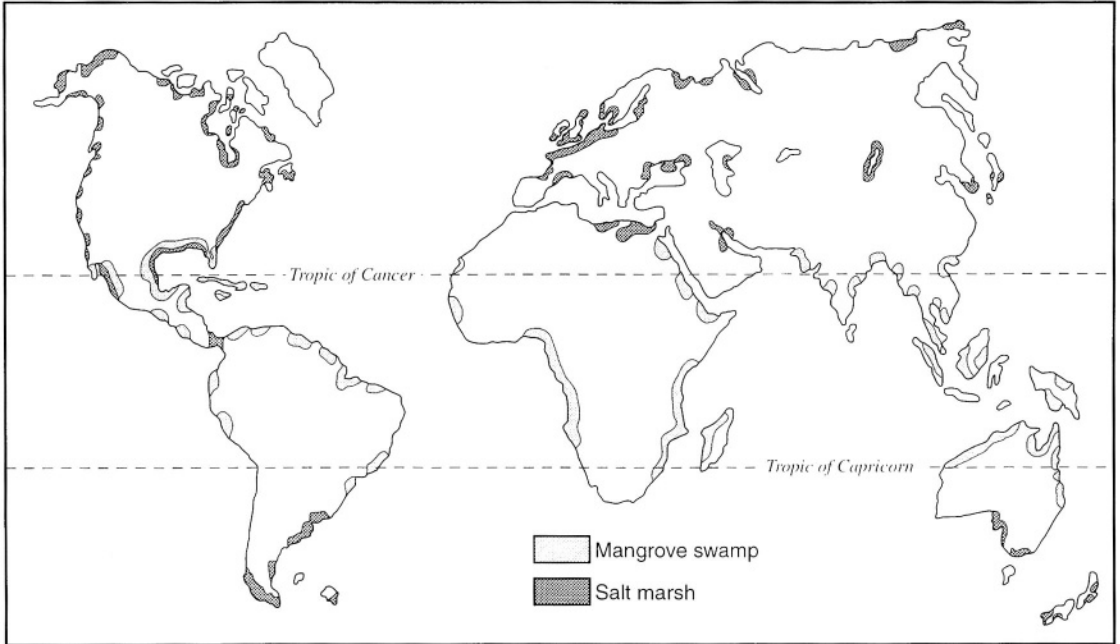 Tropic of Cancer
Tropic of Capricorn
Mangrove swamp
Salt marsh